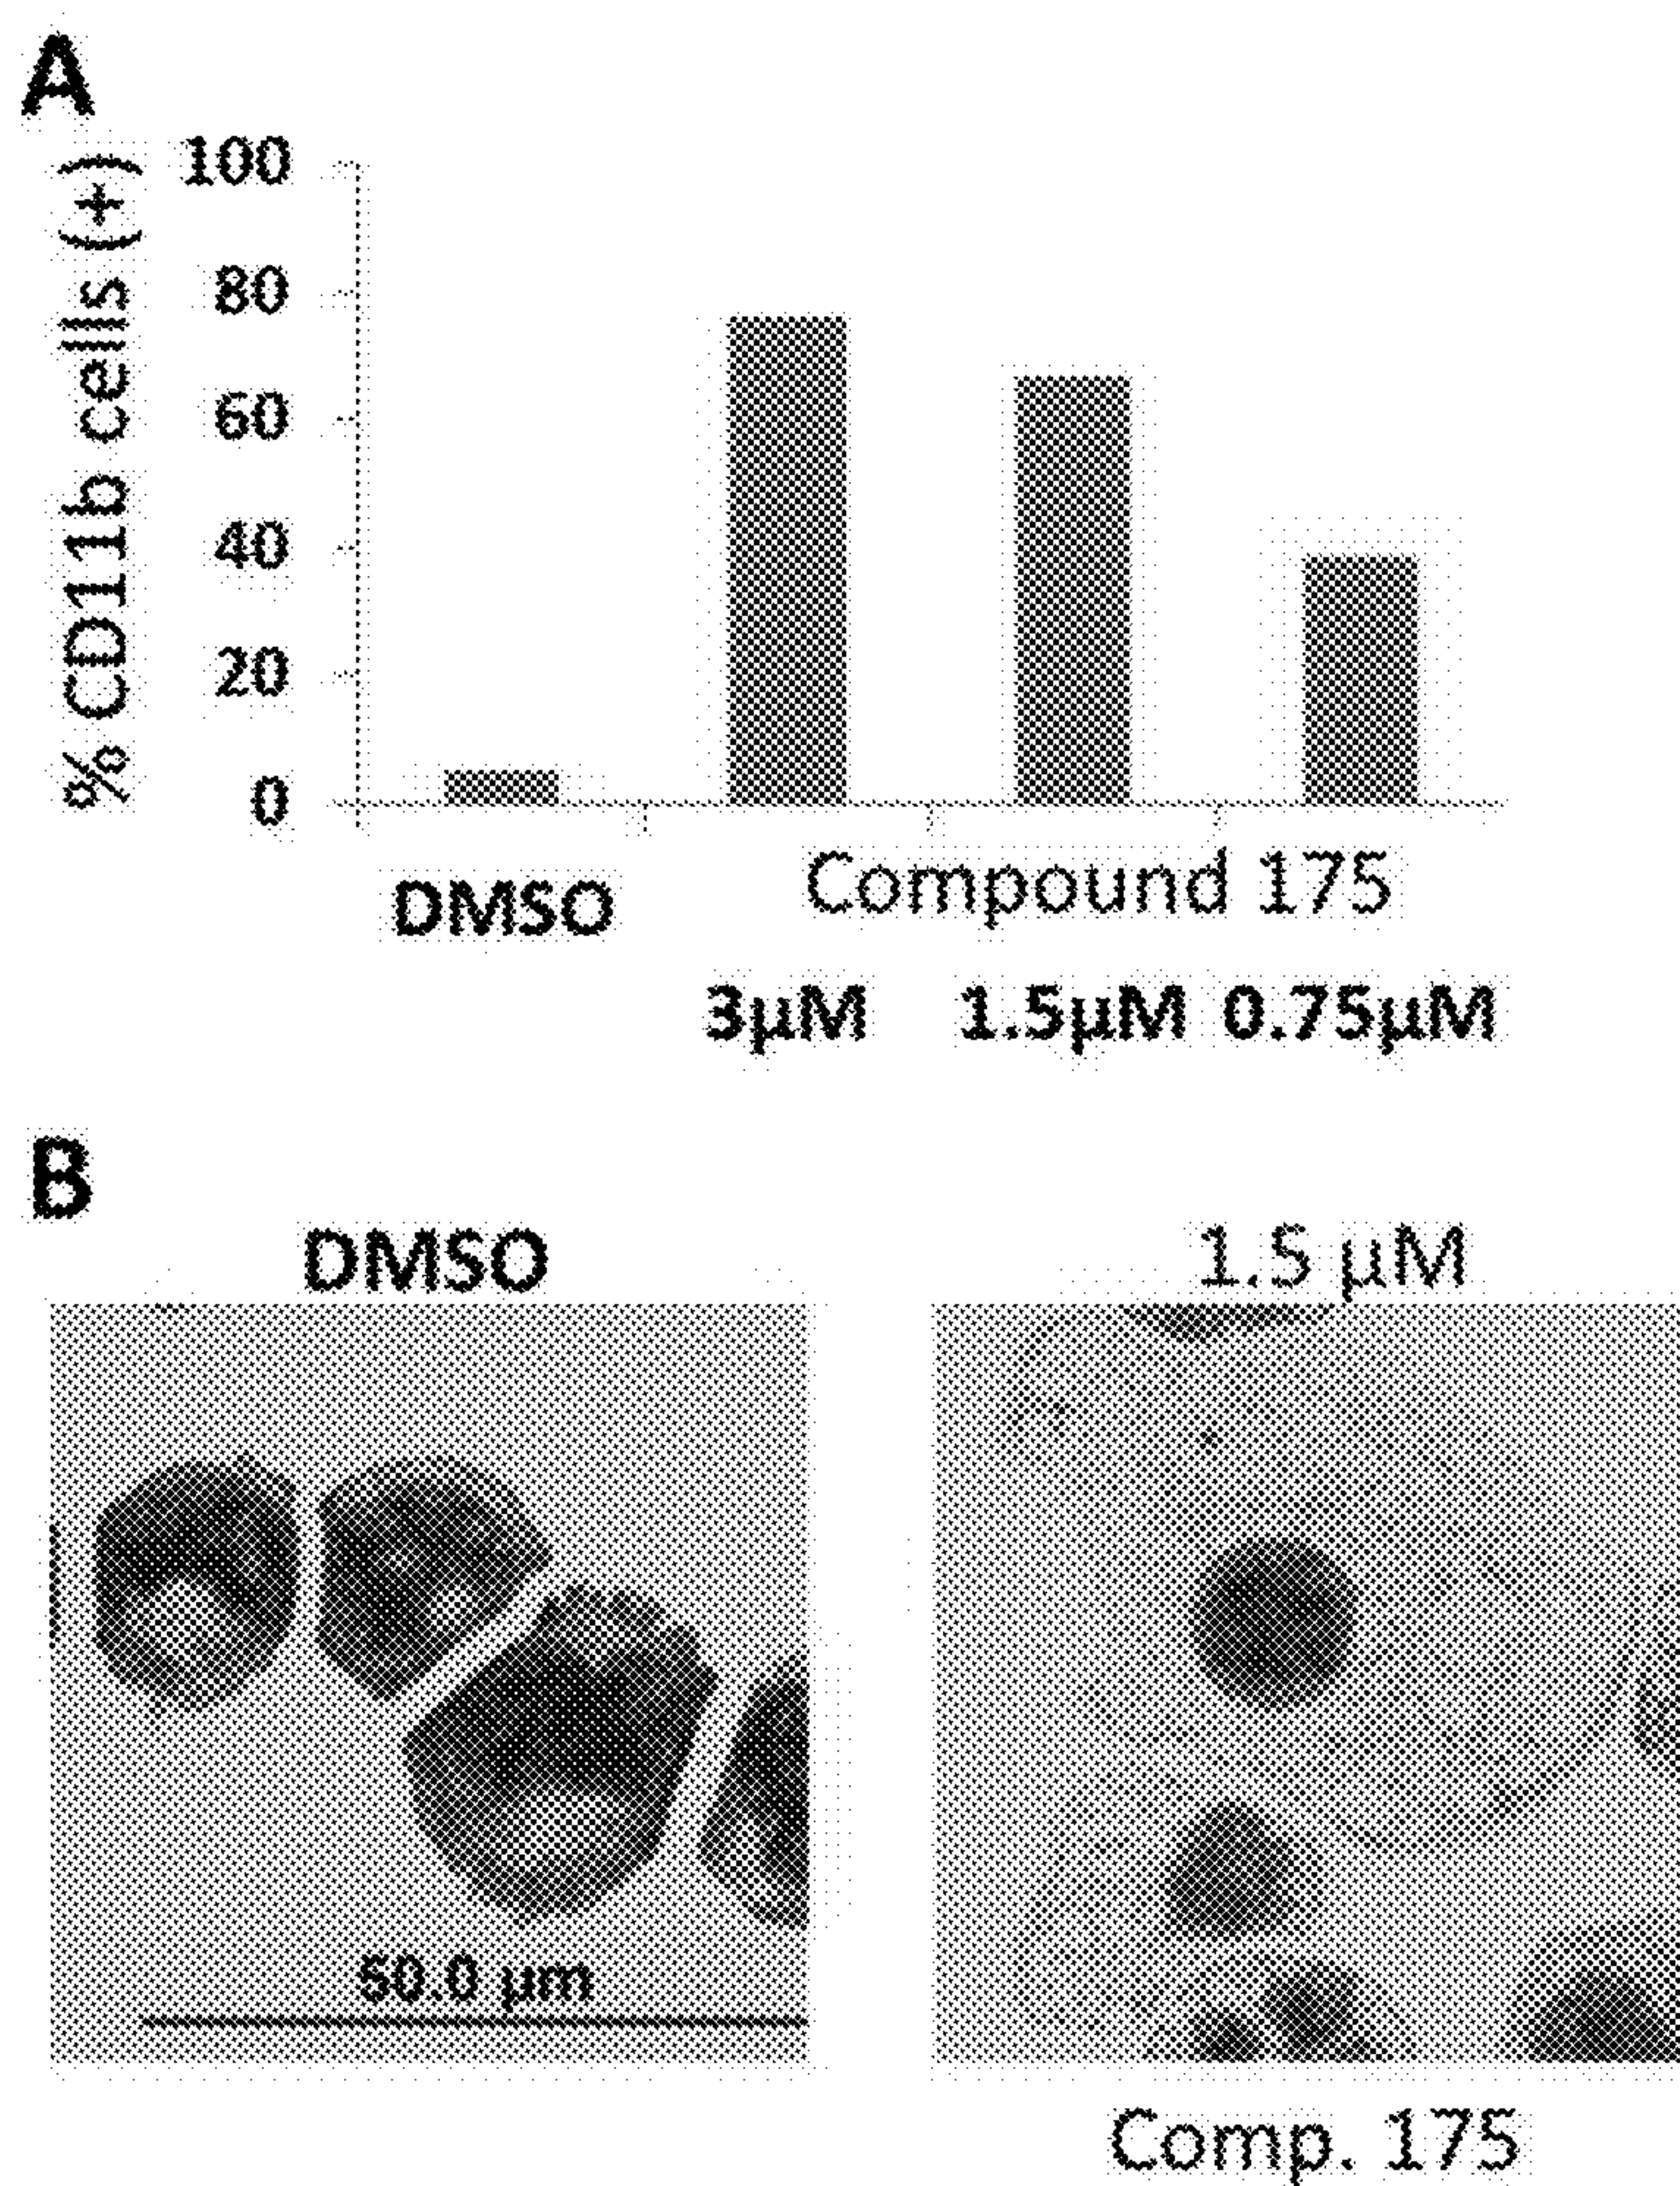 A
% CD11b cells (+)
100
80
60
40
20
0
DMSO
Compound 175
3µM 1.5µM 0.75µM
B
DMSO
1.5 µM
50.0 µm
Comp. 175